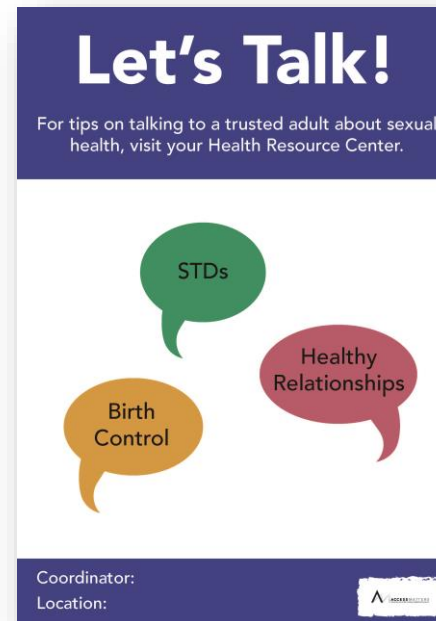 Let's Talk!
For tips on talking to a trusted adult about sexual
health, visit your Health Resource Center.
STDs
Healthy
Relationships
Birth
Control
Coordinator:
Location:
ACCESSMATTERS